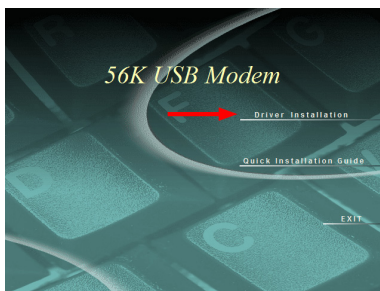 R
G
56K USB Modem
F
Driver Installation
Quick Installation Guide
D
C
EXIT